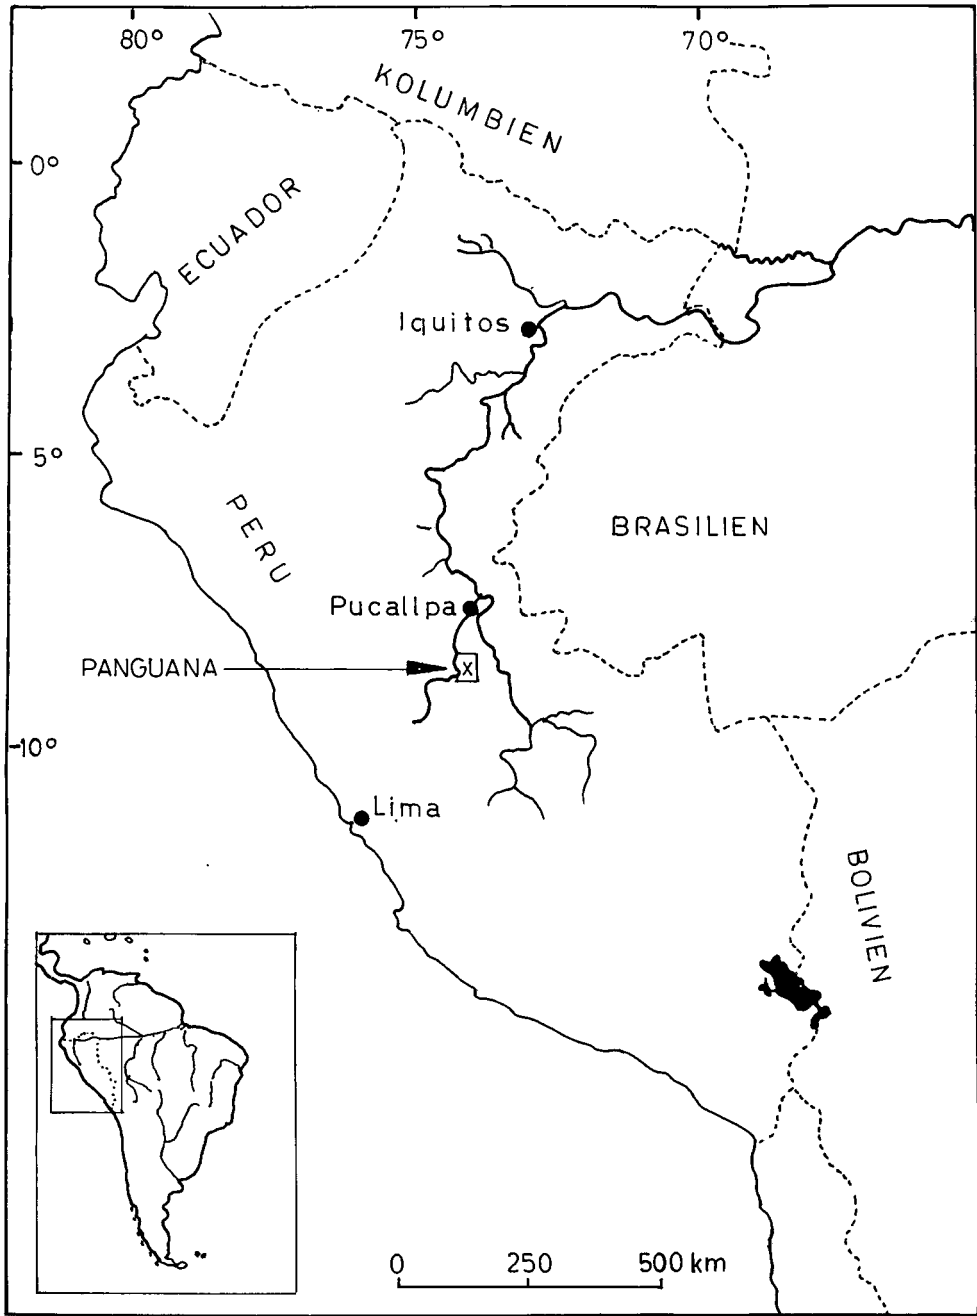 80° 75° 70°
KOLUMBIEN
0°
ECUADOR
Iquitos
5°
PERU
BRASILIEN
Pucallpa
PANGUANA
x
10°
Lima
BOLIVIEN
0 250 500 km